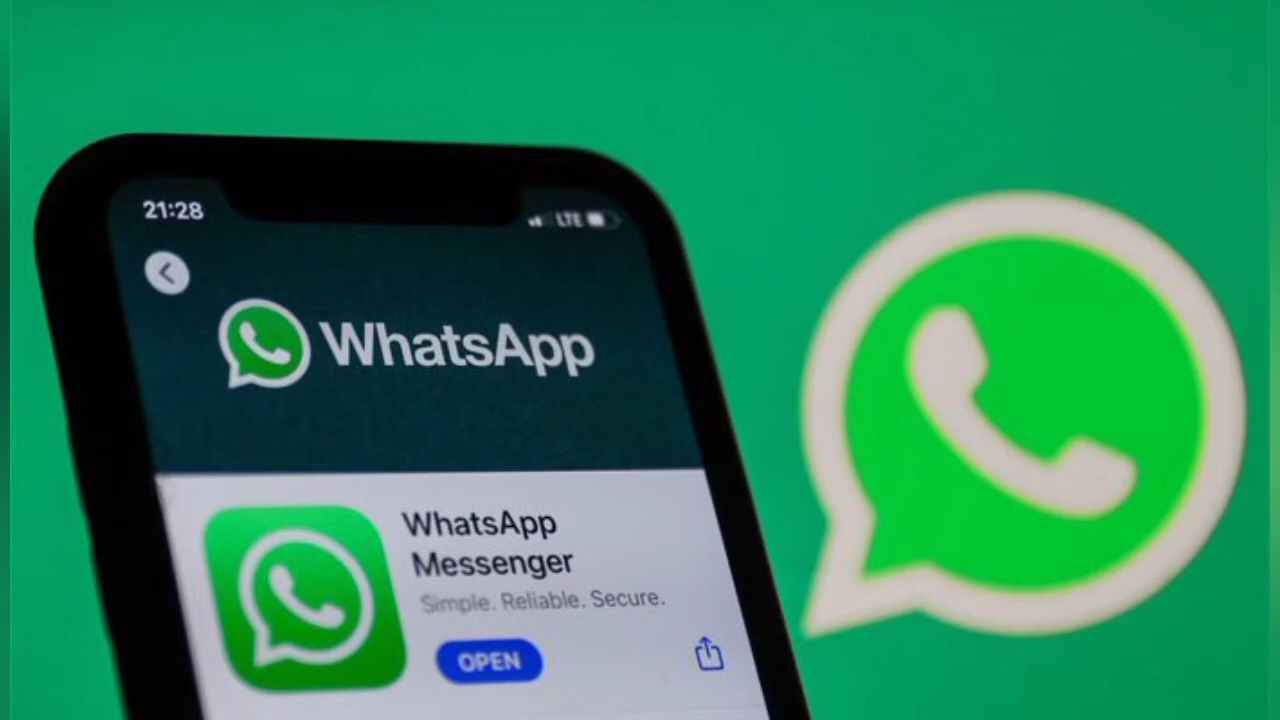 21:28
LTE
WhatsApp
WhatsApp
Messenger
Simple. Reliable. Secure.
OPEN